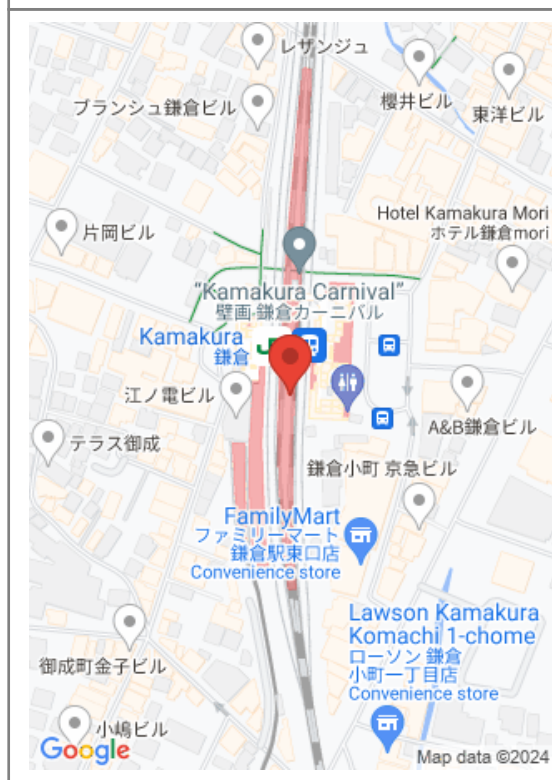 レザンジュ
櫻井ビル
ブランシュ鎌倉ビル
東洋ビル
Hotel Kamakura Mori
ホテル鎌倉mori
片岡ビル
“Kamakura Carnival”
壁画 鎌倉カーニバル
Kamakura
鎌倉
江ノ電ビル
A&B鎌倉ビル
テラス御成
鎌倉小町 京急ビル
FamilyMart
ファミリーマート
鎌倉駅東口店
Convenience store
Lawson Kamakura
Komachi 1-chome
ローソン 鎌倉
小町一丁目店
Convenience store
御成町金子ビル
小嶋ビル
Google
Map data ©2024